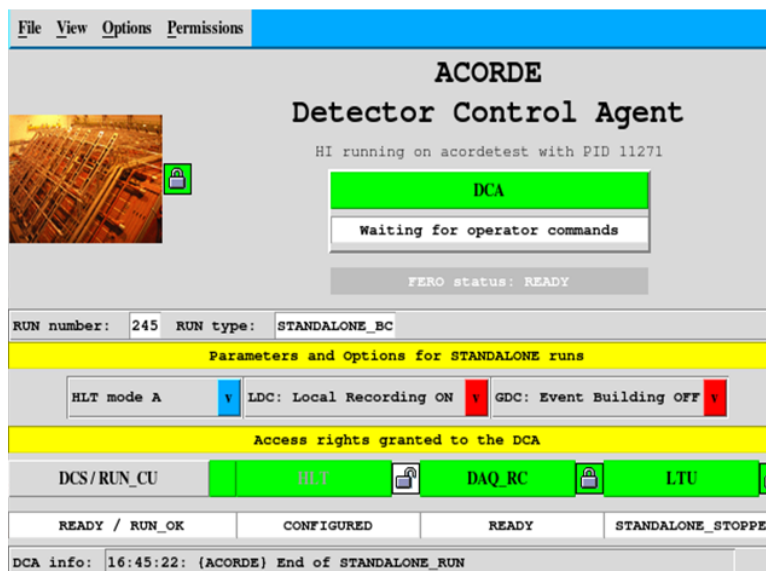 File View Options Permissions
ACORDE
Detector Control Agent
HI running on acordetest with PID 11271
DCA
Waiting for operator commands
FERO status: READY
RUN number: 245 RUN type: STANDALONE_BC
Parameters and Options for STANDALONE runs
HLT mode A v LDC: Local Recording ON v GDC: Event Building OFF v
Access rights granted to the DCA
DCS / RUN_CU HLT DAQ_RC LTU
READY / RUN_OK CONFIGURED READY STANDALONE_STOPPE
DCA info: 16:45:22: {ACORDE} End of STANDALONE_RUN